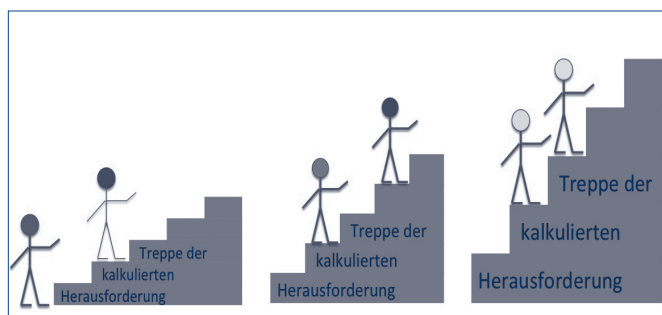 Treppe der
kalkulierten
Herausforderung
Treppe der
kalkulierten
Herausforderung
Treppe der
kalkulierten
Herausforderung